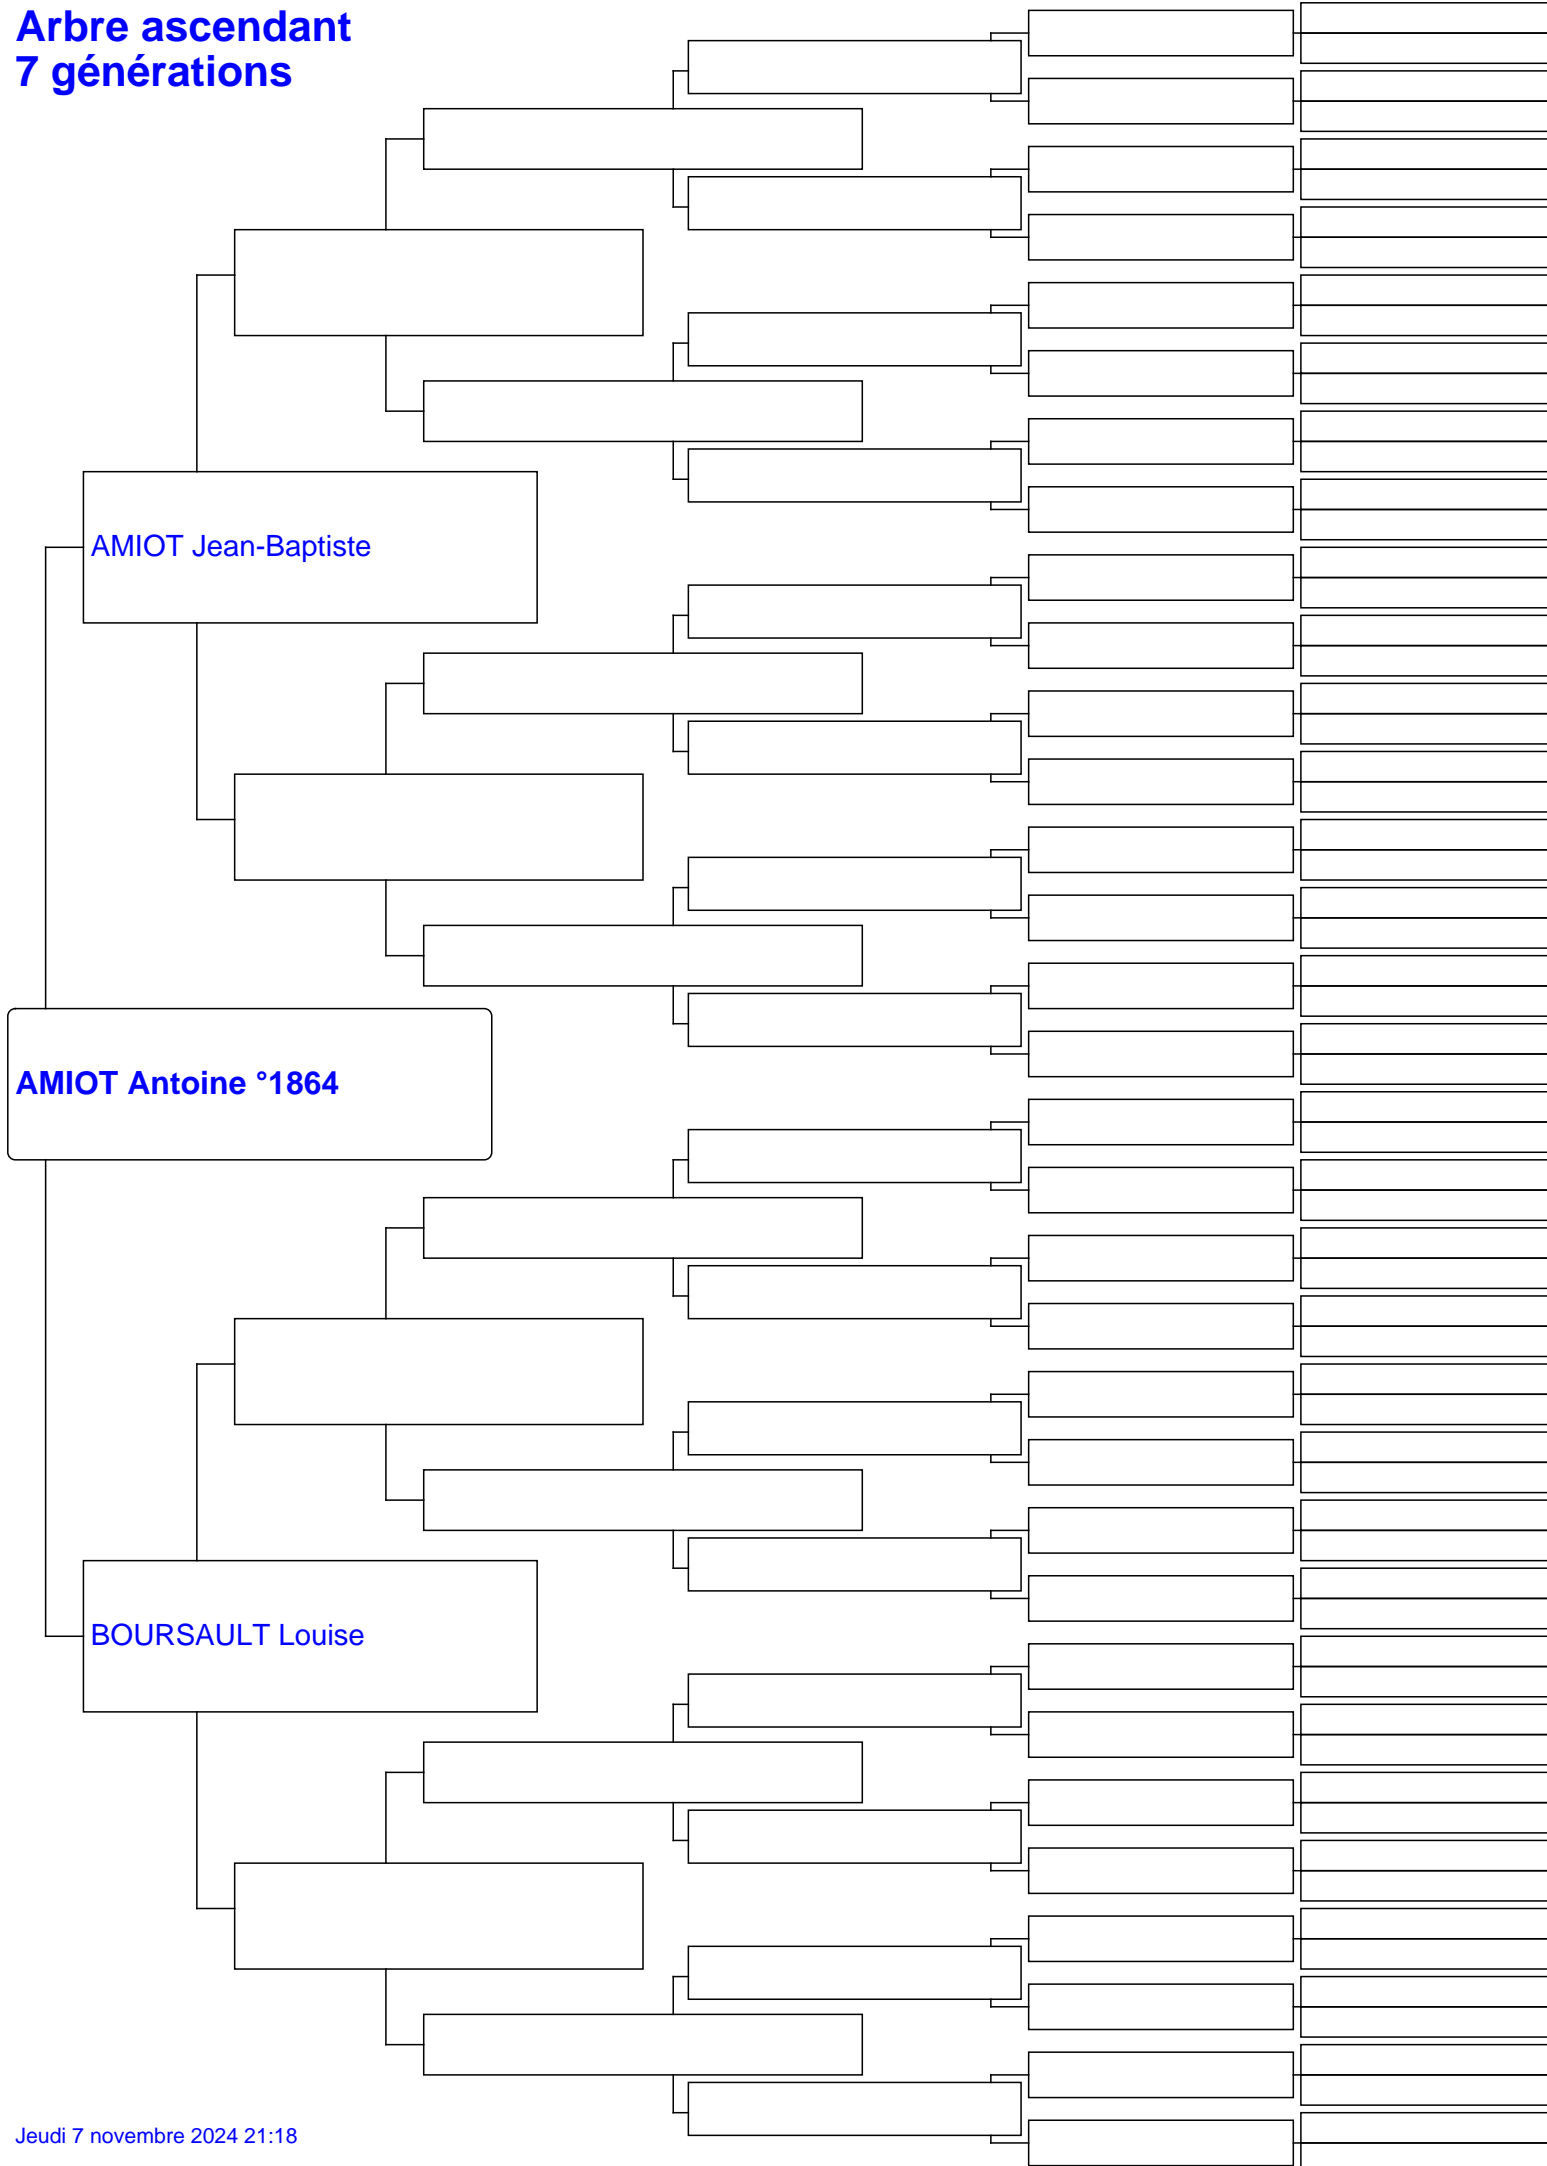 Arbre ascendant
7 générations
AMIOT Jean-Baptiste
AMIOT Antoine °1864
BOURSAULT Louise
Jeudi 7 novembre 2024 21:18